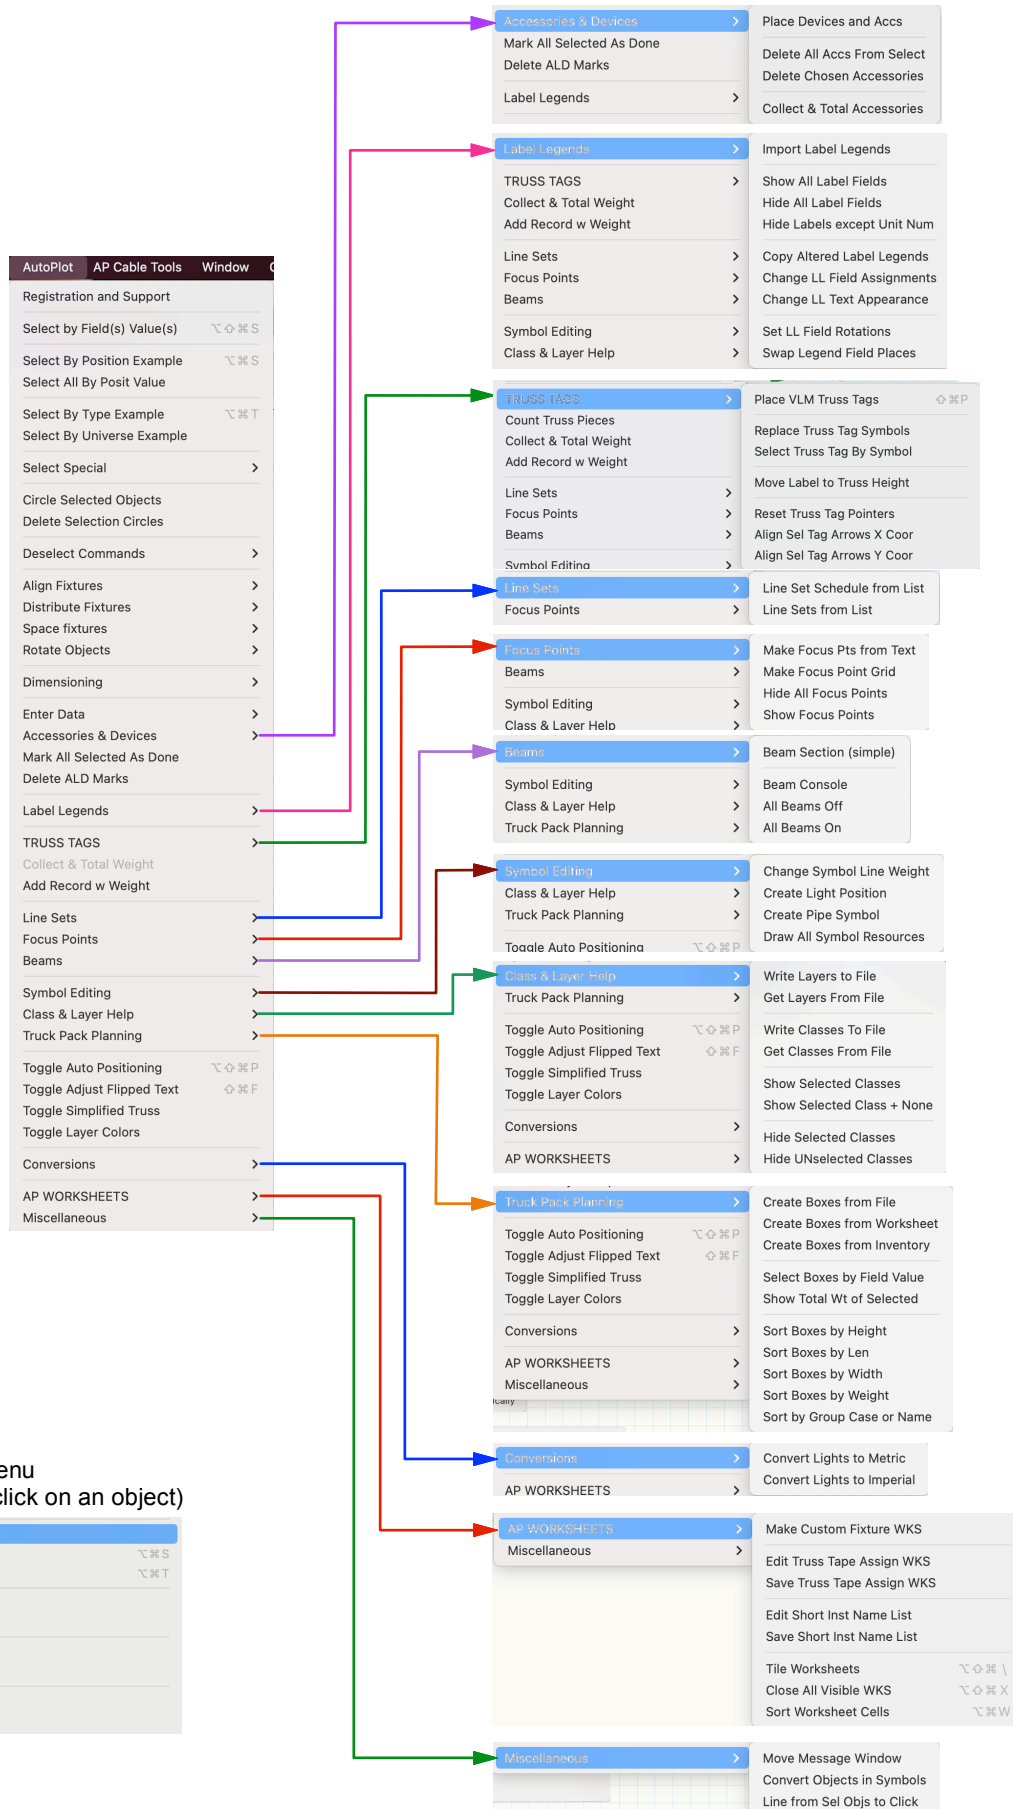 AutoPlot AP Cable Tools Window
Registration and Support
Select by Field(s) Value(s) ⌥⇧⌘S
Select By Position Example ⌥⌘S
Select All By Posit Value
Select By Type Example ⌥⌘T
Select By Universe Example
Select Special >
Circle Selected Objects
Delete Selection Circles
Deselect Commands >
Align Fixtures >
Distribute Fixtures >
Space fixtures >
Rotate Objects >
Dimensioning >
Enter Data >
Accessories & Devices >
Mark All Selected As Done
Delete ALD Marks
Label Legends >
TRUSS TAGS >
Collect & Total Weight
Add Record w Weight
Line Sets >
Focus Points >
Beams >
Symbol Editing >
Class & Layer Help >
Truck Pack Planning >
Toggle Auto Positioning ⌥⇧⌘P
Toggle Adjust Flipped Text ⇧⌘F
Toggle Simplified Truss
Toggle Layer Colors
Conversions >
AP WORKSHEETS >
Miscellaneous >
enu
click on an object)
⌥⌘S
⌥⌘T
Accessories & Devices >
Mark All Selected As Done
Delete ALD Marks
Label Legends >
Place Devices and Accs
Delete All Accs From Select
Delete Chosen Accessories
Collect & Total Accessories
Label Legends >
TRUSS TAGS >
Collect & Total Weight
Add Record w Weight
Line Sets >
Focus Points >
Beams >
Symbol Editing >
Class & Layer Help >
Import Label Legends
Show All Label Fields
Hide All Label Fields
Hide Labels except Unit Num
Copy Altered Label Legends
Change LL Field Assignments
Change LL Text Appearance
Set LL Field Rotations
Swap Legend Field Places
TRUSS TAGS >
Count Truss Pieces
Collect & Total Weight
Add Record w Weight
Line Sets >
Focus Points >
Beams >
Symbol Editing >
Place VLM Truss Tags ⇧⌘P
Replace Truss Tag Symbols
Select Truss Tag By Symbol
Move Label to Truss Height
Reset Truss Tag Pointers
Align Sel Tag Arrows X Coor
Align Sel Tag Arrows Y Coor
Line Sets >
Focus Points >
Line Set Schedule from List
Line Sets from List
Focus Points >
Beams >
Symbol Editing >
Class & Layer Help >
Make Focus Pts from Text
Make Focus Point Grid
Hide All Focus Points
Show Focus Points
Beams >
Symbol Editing >
Class & Layer Help >
Truck Pack Planning >
Beam Section (simple)
Beam Console
All Beams Off
All Beams On
Symbol Editing >
Class & Layer Help >
Truck Pack Planning >
Toggle Auto Positioning ⌥⇧⌘P
Change Symbol Line Weight
Create Light Position
Create Pipe Symbol
Draw All Symbol Resources
Class & Layer Help >
Truck Pack Planning >
Toggle Auto Positioning ⌥⇧⌘P
Toggle Adjust Flipped Text ⇧⌘F
Toggle Simplified Truss
Toggle Layer Colors
Conversions >
AP WORKSHEETS >
Write Layers to File
Get Layers From File
Write Classes To File
Get Classes From File
Show Selected Classes
Show Selected Class + None
Hide Selected Classes
Hide UNselected Classes
Truck Pack Planning >
Toggle Auto Positioning ⌥⇧⌘P
Toggle Adjust Flipped Text ⇧⌘F
Toggle Simplified Truss
Toggle Layer Colors
Conversions >
AP WORKSHEETS >
Miscellaneous >
ically
Create Boxes from File
Create Boxes from Worksheet
Create Boxes from Inventory
Select Boxes by Field Value
Show Total Wt of Selected
Sort Boxes by Height
Sort Boxes by Len
Sort Boxes by Width
Sort Boxes by Weight
Sort by Group Case or Name
Conversions >
AP WORKSHEETS >
Convert Lights to Metric
Convert Lights to Imperial
AP WORKSHEETS >
Miscellaneous >
Make Custom Fixture WKS
Edit Truss Tape Assign WKS
Save Truss Tape Assign WKS
Edit Short Inst Name List
Save Short Inst Name List
Tile Worksheets ⌥⇧⌘\
Close All Visible WKS ⌥⇧⌘X
Sort Worksheet Cells ⌥⌘W
Miscellaneous >
Move Message Window
Convert Objects in Symbols
Line from Sel Objs to Click